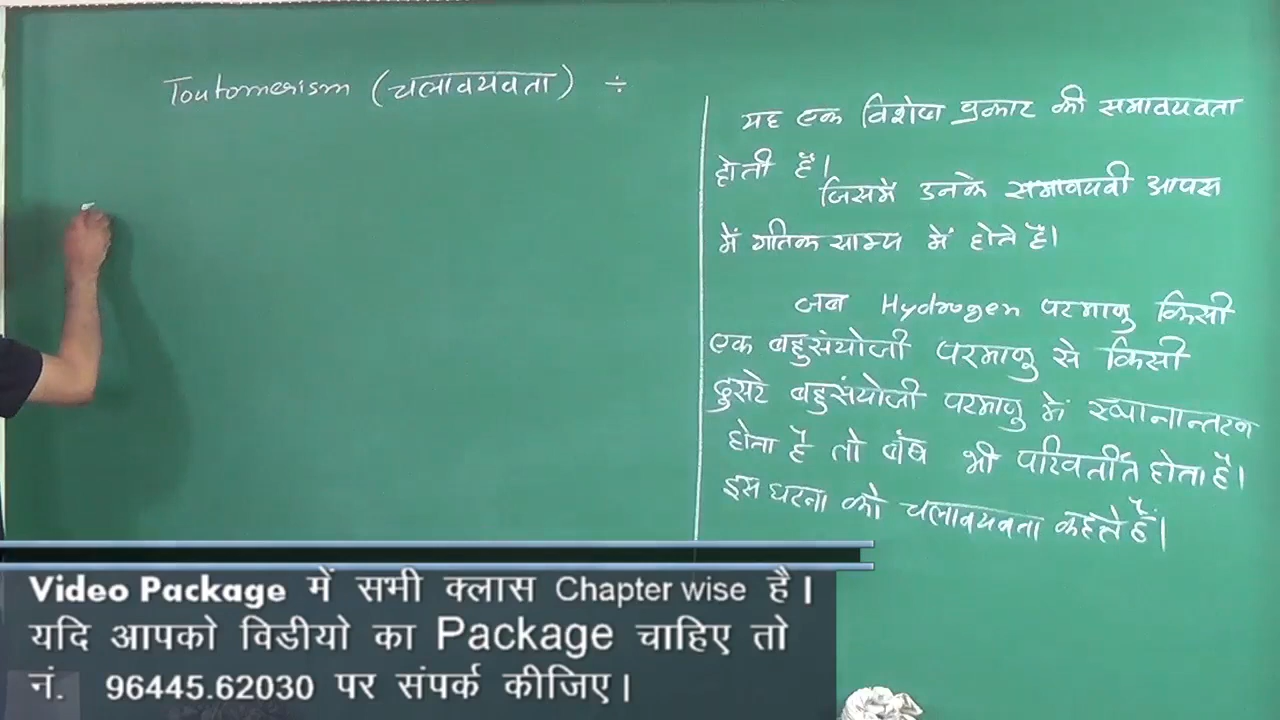 Toutomerism (चलावयवता) ÷
यह एक विशेष प्रकार की समावयवता
होती है।
जिसमे उनके समावयवी आपस
में गतिक साम्य में होते हैं।
जब Hydrogen परमाणु किसी
एक बहुसंयोजी परमाणु से किसी
दुसरे बहुसंयोजी परमाणु में स्थानान्तरण
होता है तो बंध भी परिवर्तीत होता है।
इस घटना को चलावयवता कहते है।
Video Package में सभी क्लास Chapter wise है।
यदि आपको विडीयो का Package चाहिए तो
नं. 96445.62030 पर संपर्क कीजिए।